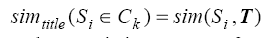 sim_title(S_i ∈ C_k) = sim(S_i, T)